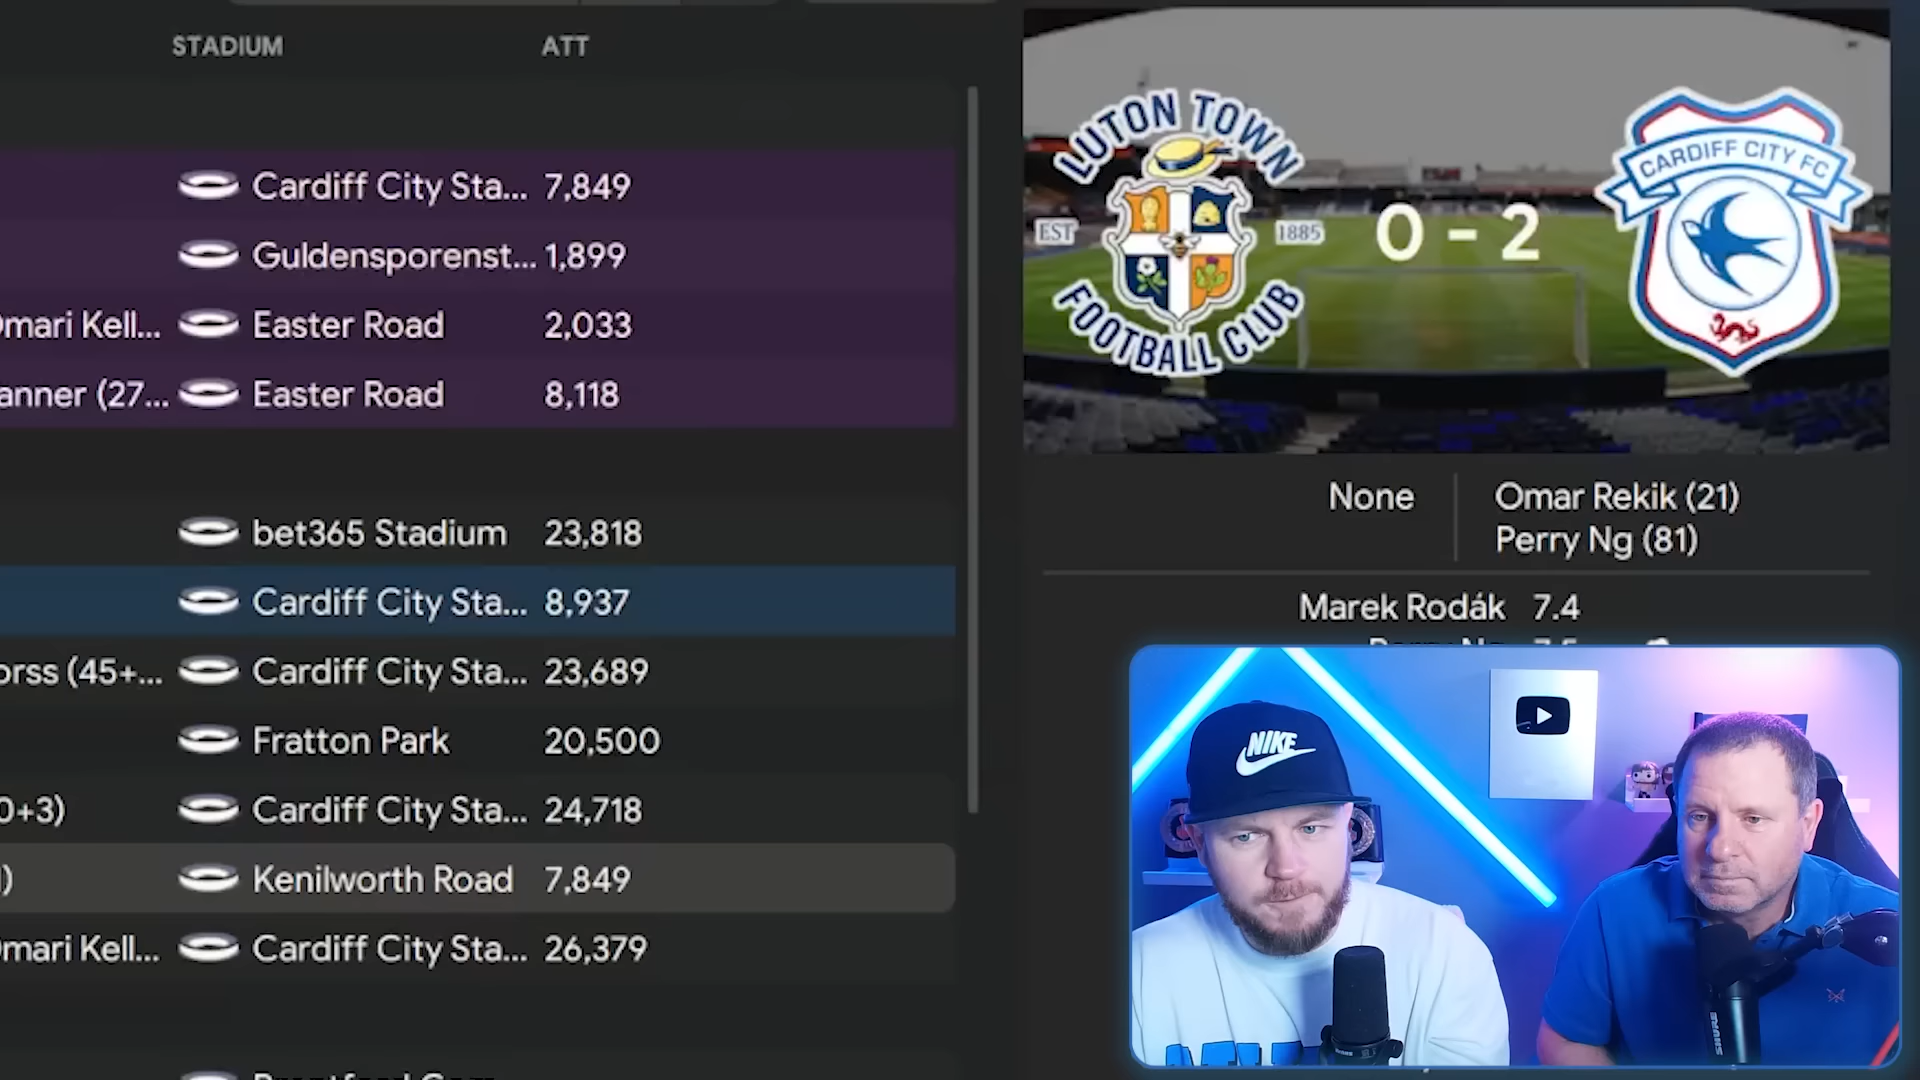 STADIUM ATT
Cardiff City Sta... 7,849
Guldensporenst... 1,899
Omari Kell... Easter Road 2,033
anner (27... Easter Road 8,118
bet365 Stadium 23,818
Cardiff City Sta... 8,937
orss (45+... Cardiff City Sta... 23,689
Fratton Park 20,500
0+3) Cardiff City Sta... 24,718
) Kenilworth Road 7,849
Omari Kell... Cardiff City Sta... 26,379
LUTON TOWN
EST 1885
FOOTBALL CLUB
0 - 2
CARDIFF CITY FC
None
Omar Rekik (21)
Perry Ng (81)
Marek Rodák 7.4
NIKE
SHURE